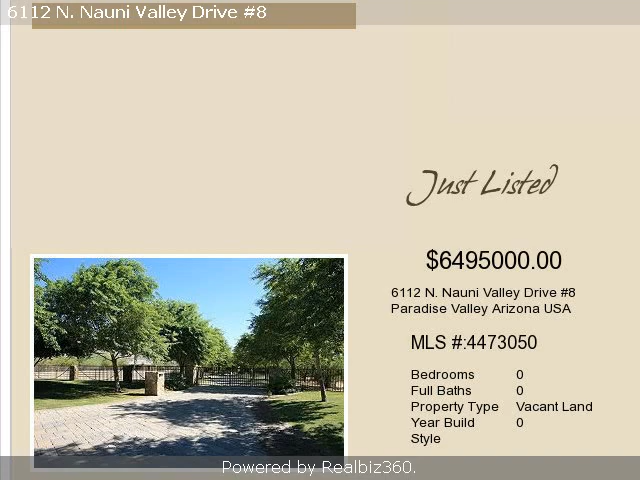 6112 N. Nauni Valley Drive #8
Just Listed
$6495000.00
6112 N. Nauni Valley Drive #8
Paradise Valley Arizona USA
MLS #:4473050
Bedrooms 0
Full Baths 0
Property Type Vacant Land
Year Build 0
Style
Powered by Realbiz360.